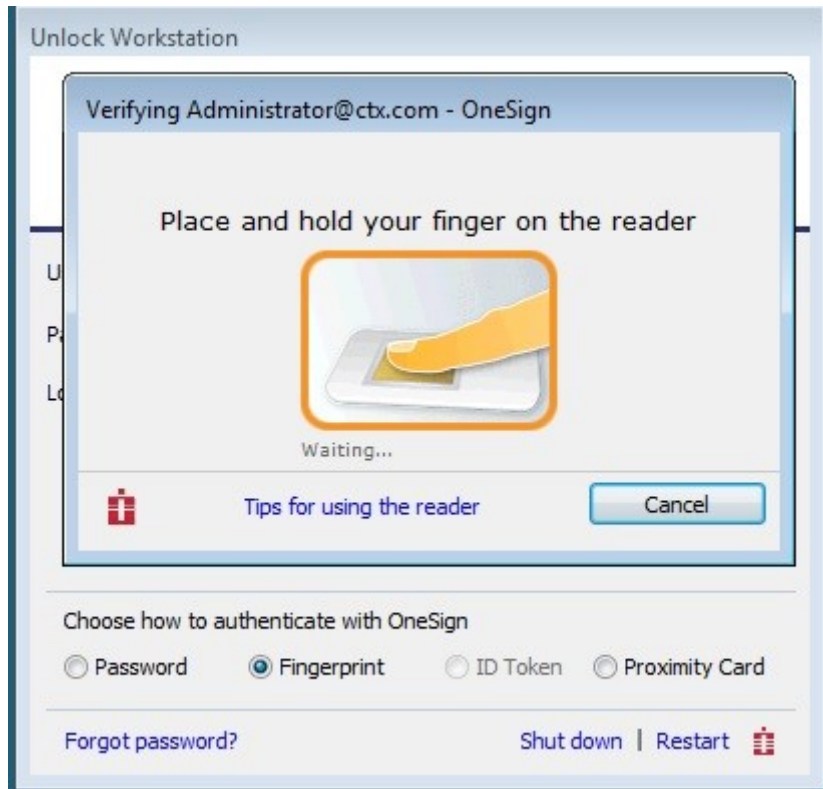 Unlock Workstation
Verifying Administrator@ctx.com - OneSign
Place and hold your finger on the reader
Waiting...
Tips for using the reader
Cancel
Choose how to authenticate with OneSign
Password Fingerprint ID Token Proximity Card
Forgot password? Shut down | Restart